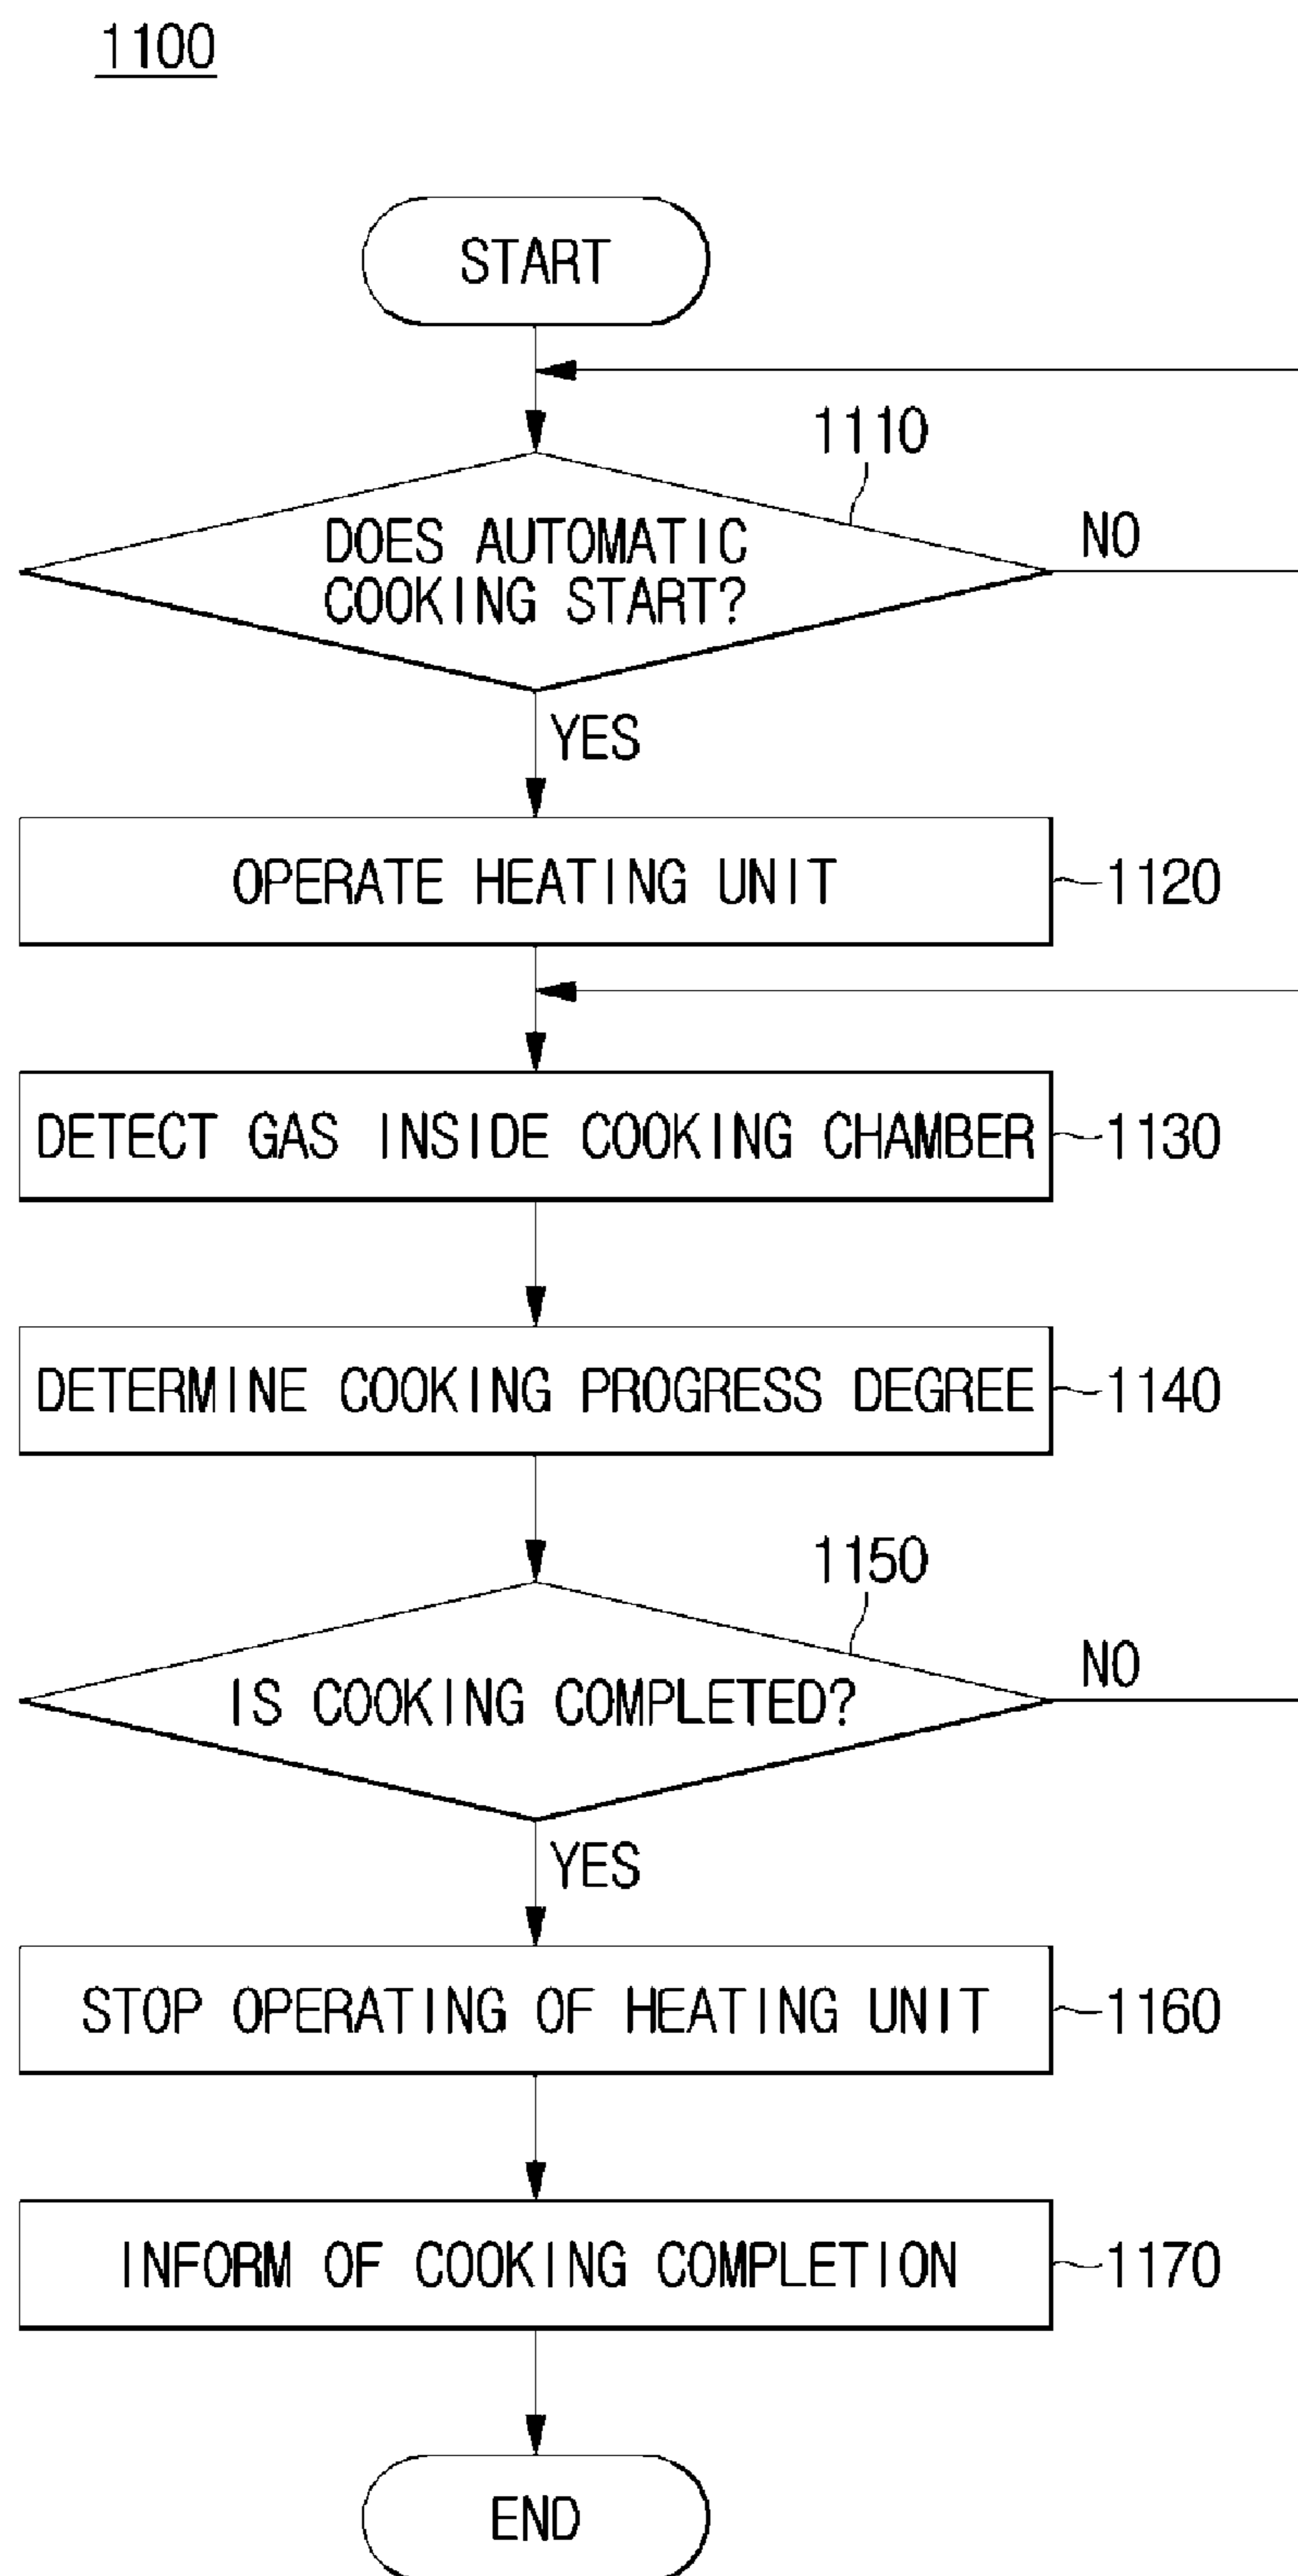 1100
START
1110
DOES AUTOMATIC
COOKING START?
NO
YES
OPERATE HEATING UNIT
1120
DETECT GAS INSIDE COOKING CHAMBER
1130
DETERMINE COOKING PROGRESS DEGREE
1140
1150
IS COOKING COMPLETED?
NO
YES
STOP OPERATING OF HEATING UNIT
1160
INFORM OF COOKING COMPLETION
1170
END